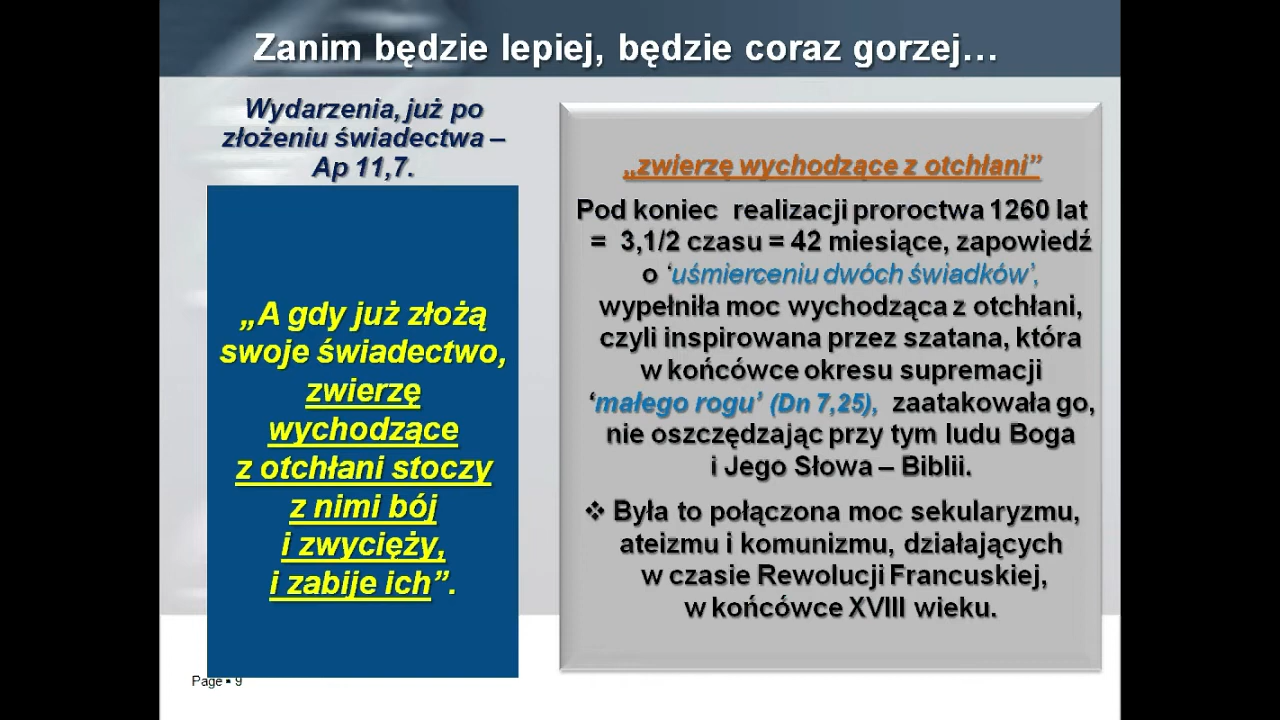 Zanim będzie lepiej, będzie coraz gorzej…
Wydarzenia, już po
złożeniu świadectwa –
Ap 11,7.
„A gdy już złożą
swoje świadectwo,
zwierzę
wychodzące
z otchłani stoczy
z nimi bój
i zwycięży,
i zabije ich”.
„zwierzę wychodzące z otchłani”
Pod koniec realizacji proroctwa 1260 lat
= 3,1/2 czasu = 42 miesiące, zapowiedź
o ‘uśmierceniu dwóch świadków’,
wypełniła moc wychodząca z otchłani,
czyli inspirowana przez szatana, która
w końcówce okresu supremacji
‘małego rogu’ (Dn 7,25), zaatakowała go,
nie oszczędzając przy tym ludu Boga
i Jego Słowa – Biblii.
❖ Była to połączona moc sekularyzmu,
ateizmu i komunizmu, działających
w czasie Rewolucji Francuskiej,
w końcówce XVIII wieku.
Page ▪ 9